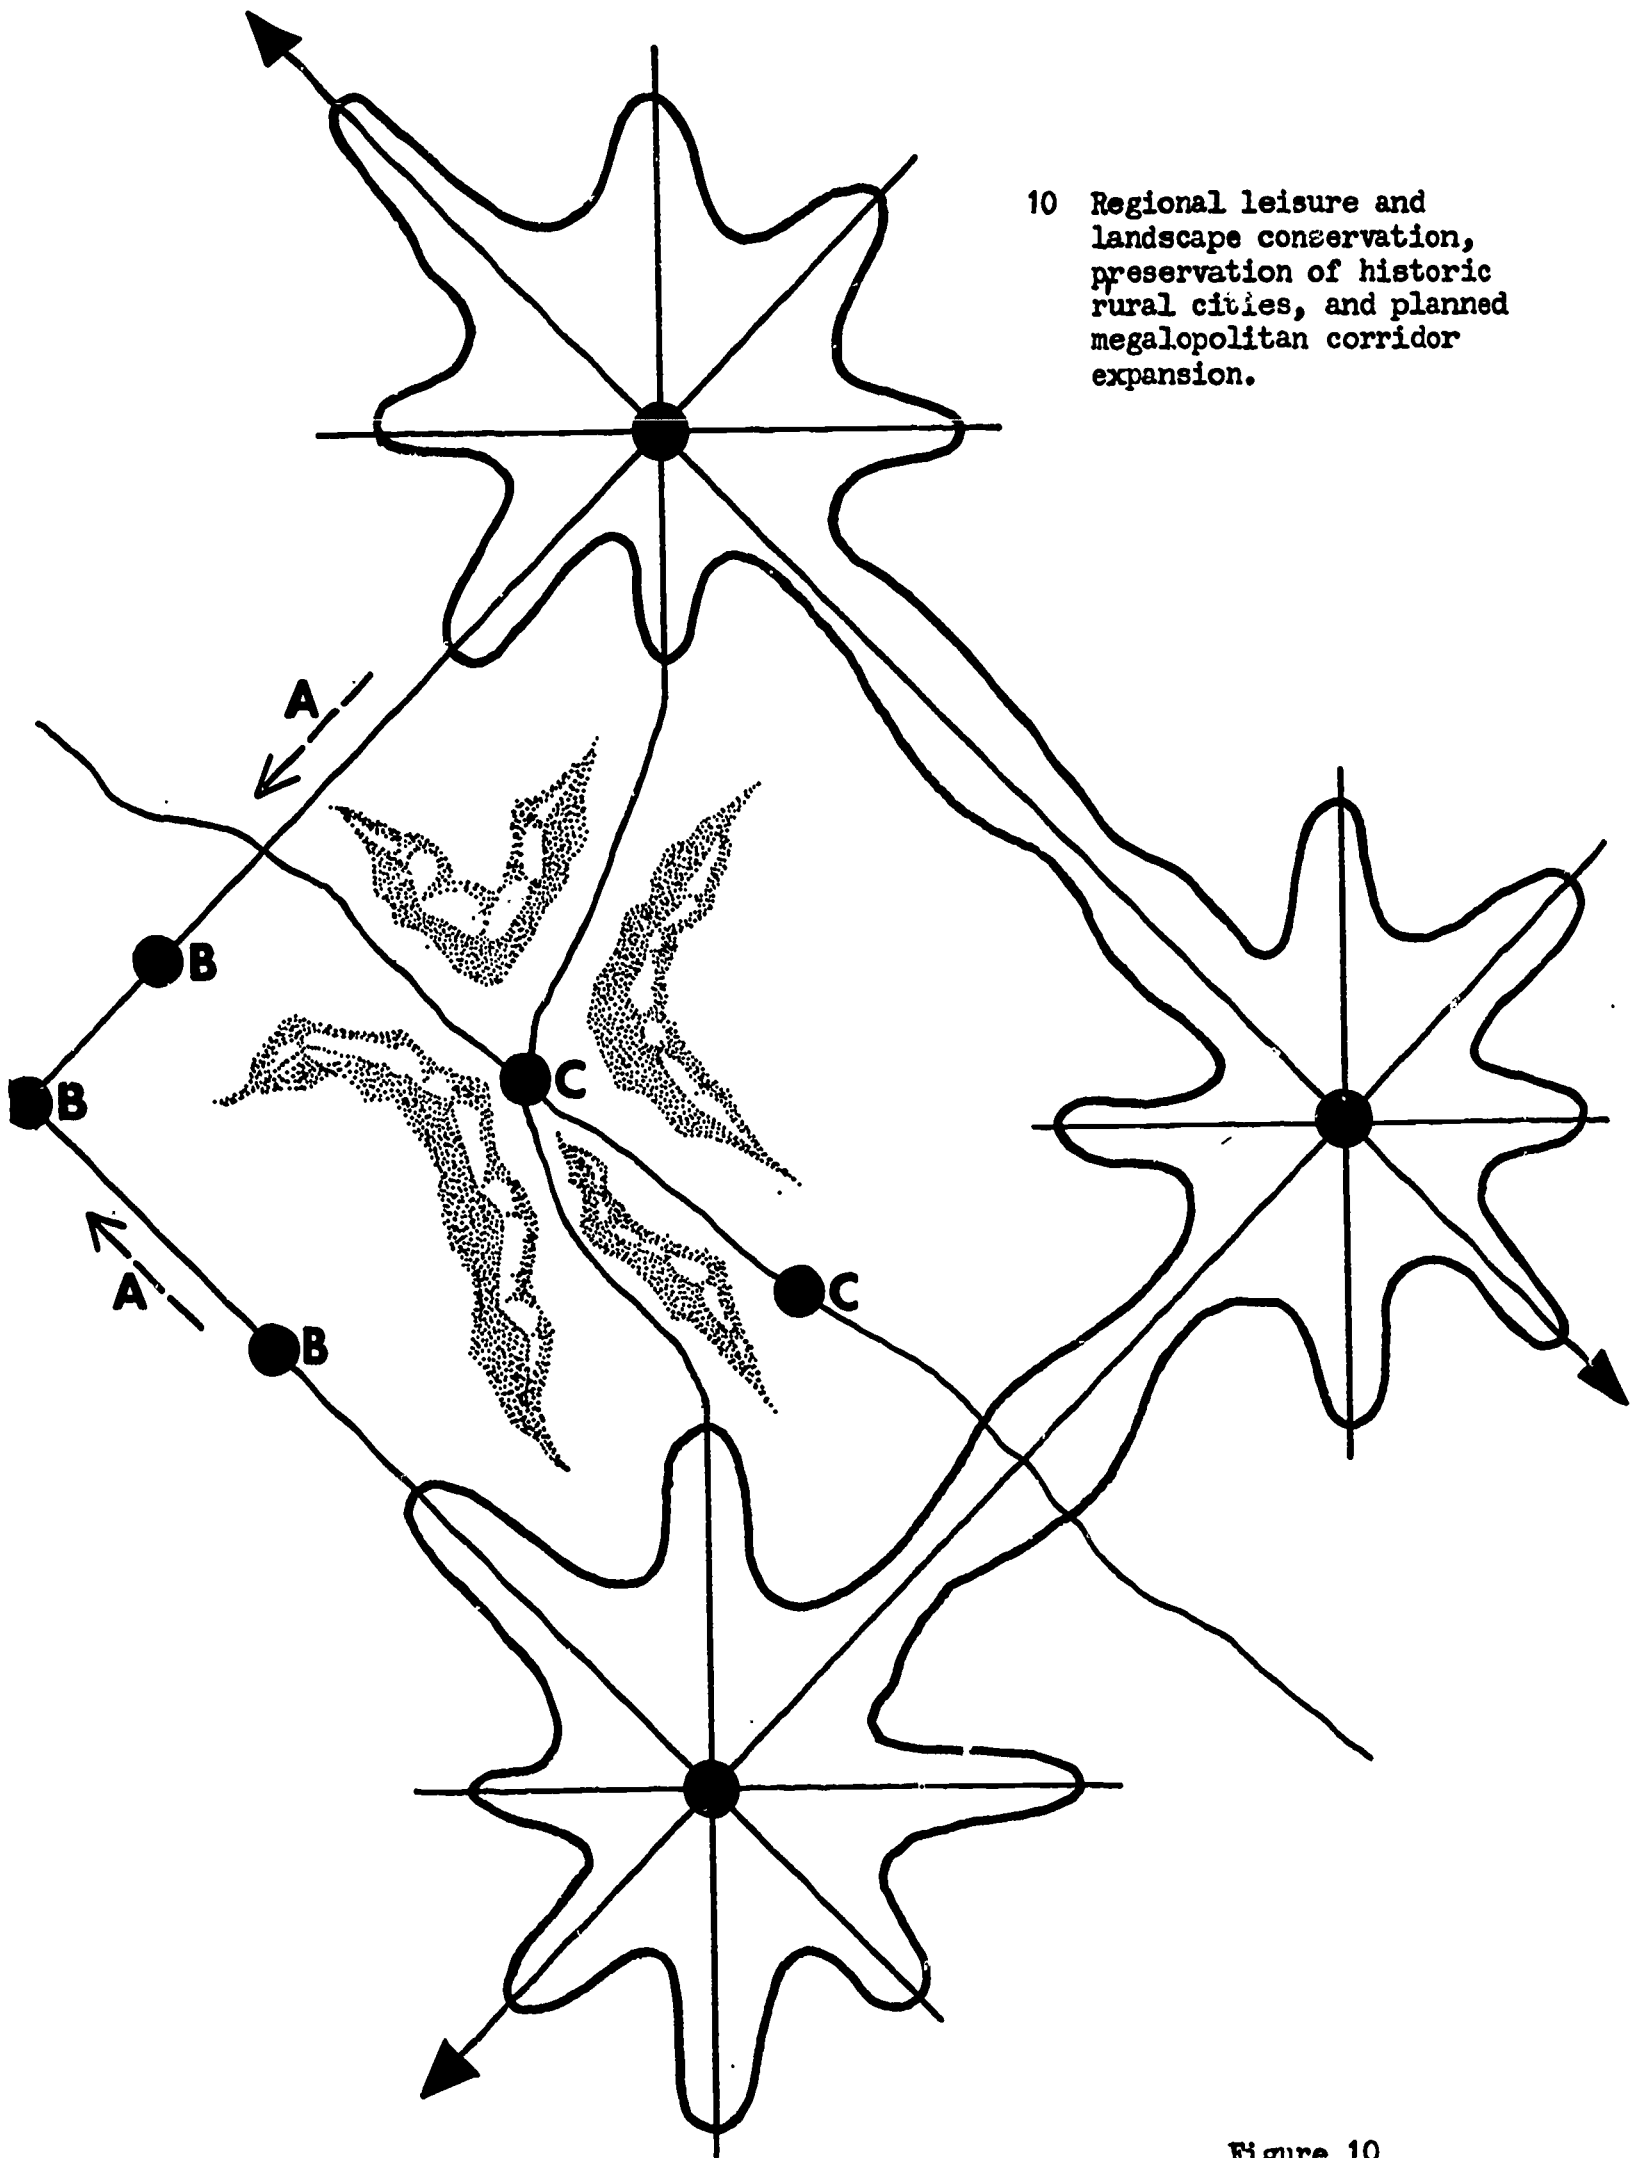 10 Regional leisure and
landscape conservation,
preservation of historic
rural cities, and planned
megalopolitan corridor
expansion.
A
B
C
B
C
A
B
Figure 10